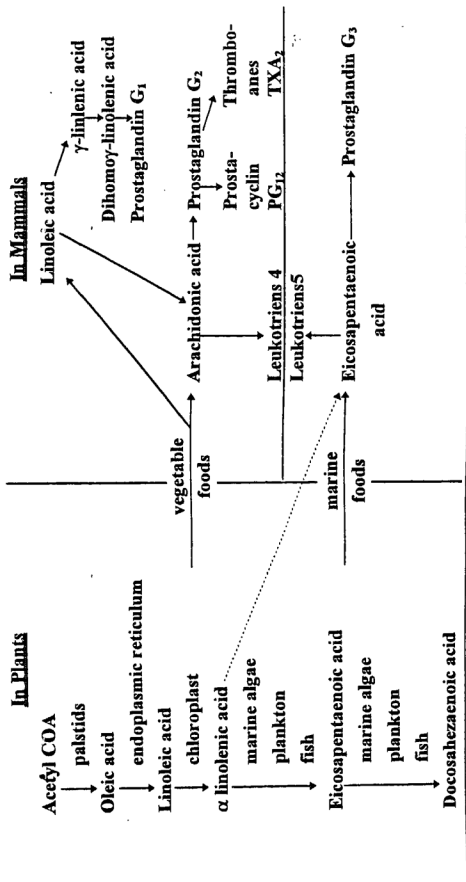 In Plants
Acetyl COA
palstids
Oleic acid
endoplasmic reticulum
Linoleic acid
chloroplast
α linolenic acid
marine algae
plankton
fish
Eicosapentaenoic acid
marine algae
plankton
fish
Docosahezaenoic acid
vegetable
foods
marine
foods
In Mammals
Linoleic acid
γ-linlenic acid
Dihomoγ-linolenic acid
Prostaglandin G₁
Arachidonic acid
Prostaglandin G₂
Prosta-
cyclin
PG₁₂
Thrombo-
anes
TXA₂
Leukotriens 4
Leukotriens5
Eicosapentaenoic
acid
Prostaglandin G₃